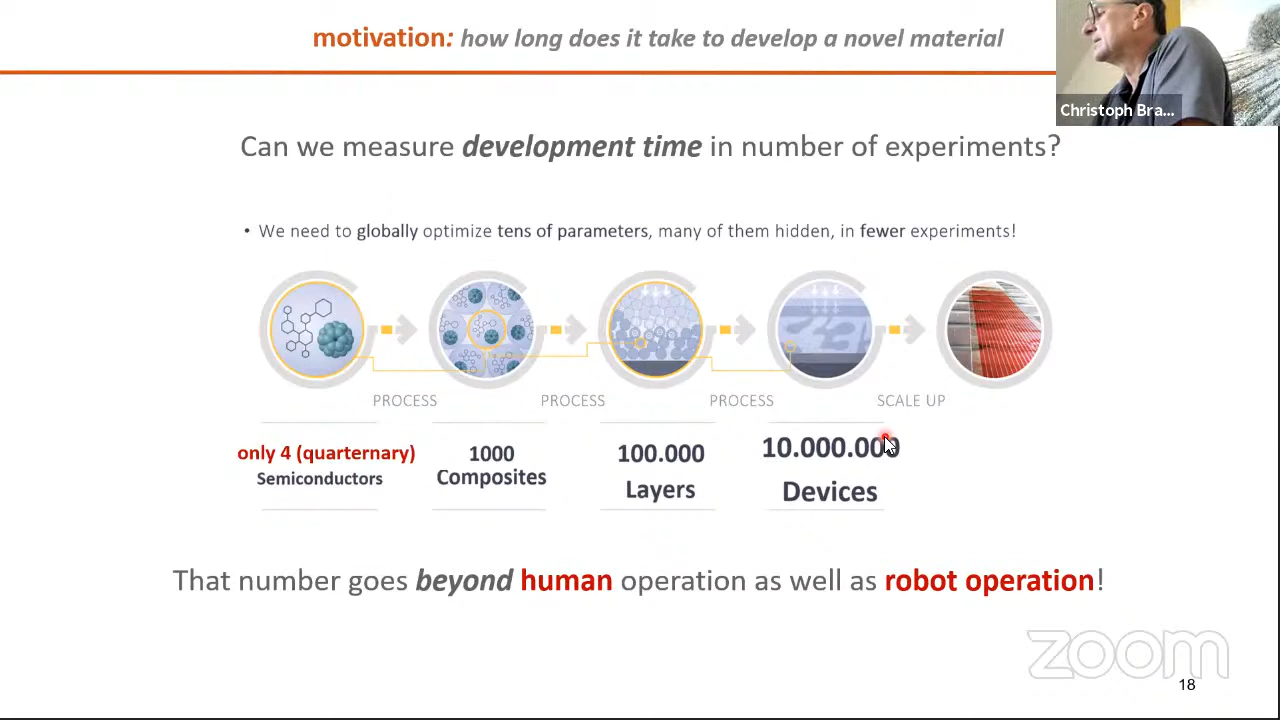 motivation: how long does it take to develop a novel material
Christoph Bra...
Can we measure development time in number of experiments?
• We need to globally optimize tens of parameters, many of them hidden, in fewer experiments!
PROCESS PROCESS PROCESS SCALE UP
only 4 (quarternary)
Semiconductors
1000
Composites
100.000
Layers
10.000.000
Devices
That number goes beyond human operation as well as robot operation!
zoom
18